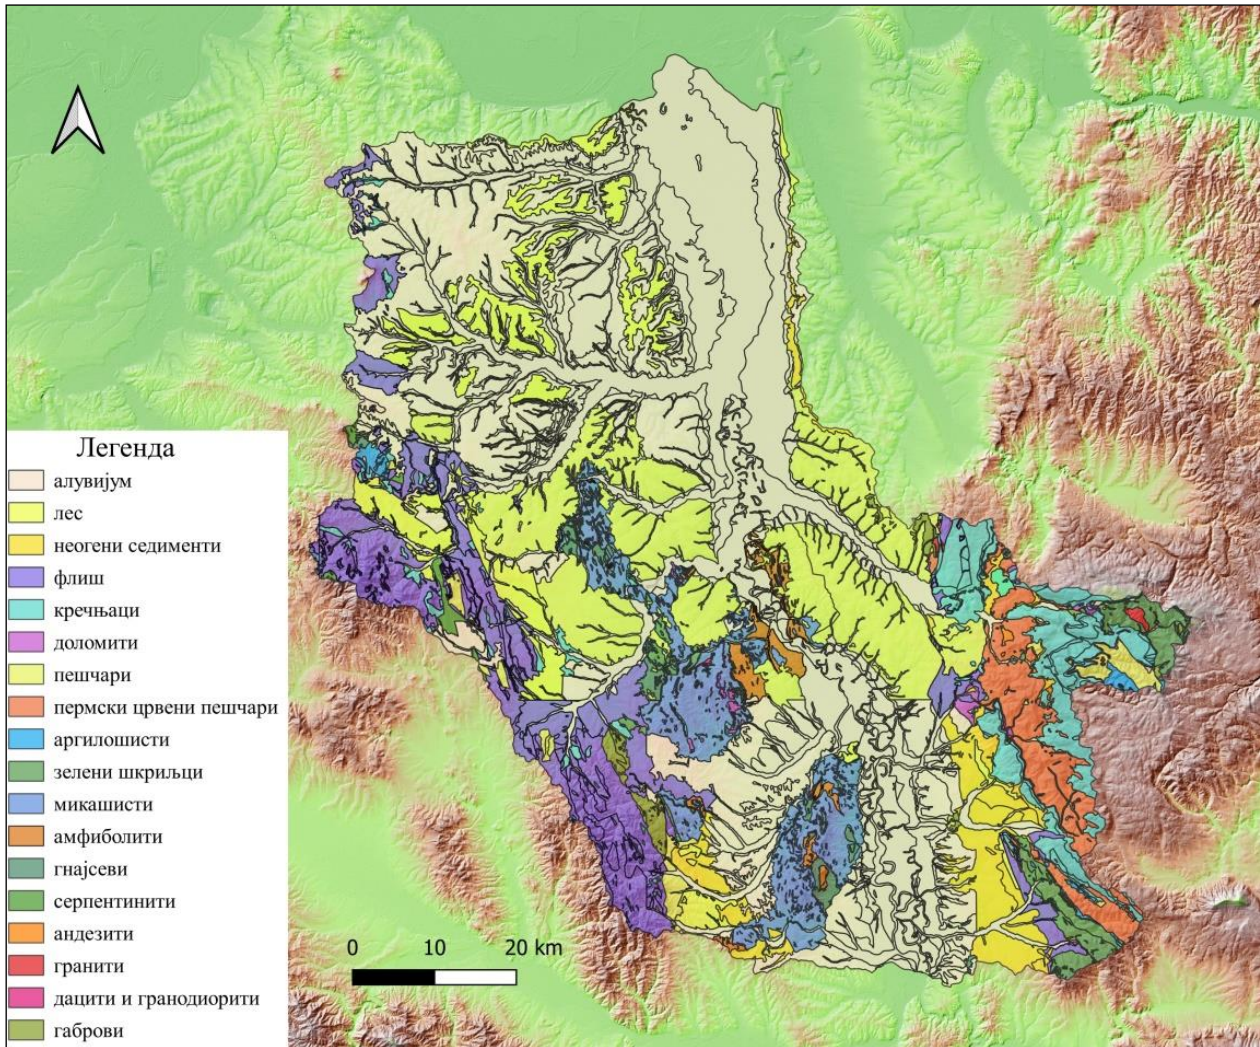 Легенда
алувијум
лес
неогени седименти
флиш
кречњаци
доломити
пешчари
пермски црвени пешчари
аргилошисти
зелени шкриљци
микашисти
амфиболити
гнајсеви
серпентинити
андезити
гранити
дацити и гранодиорити
габрови
0 10 20 km